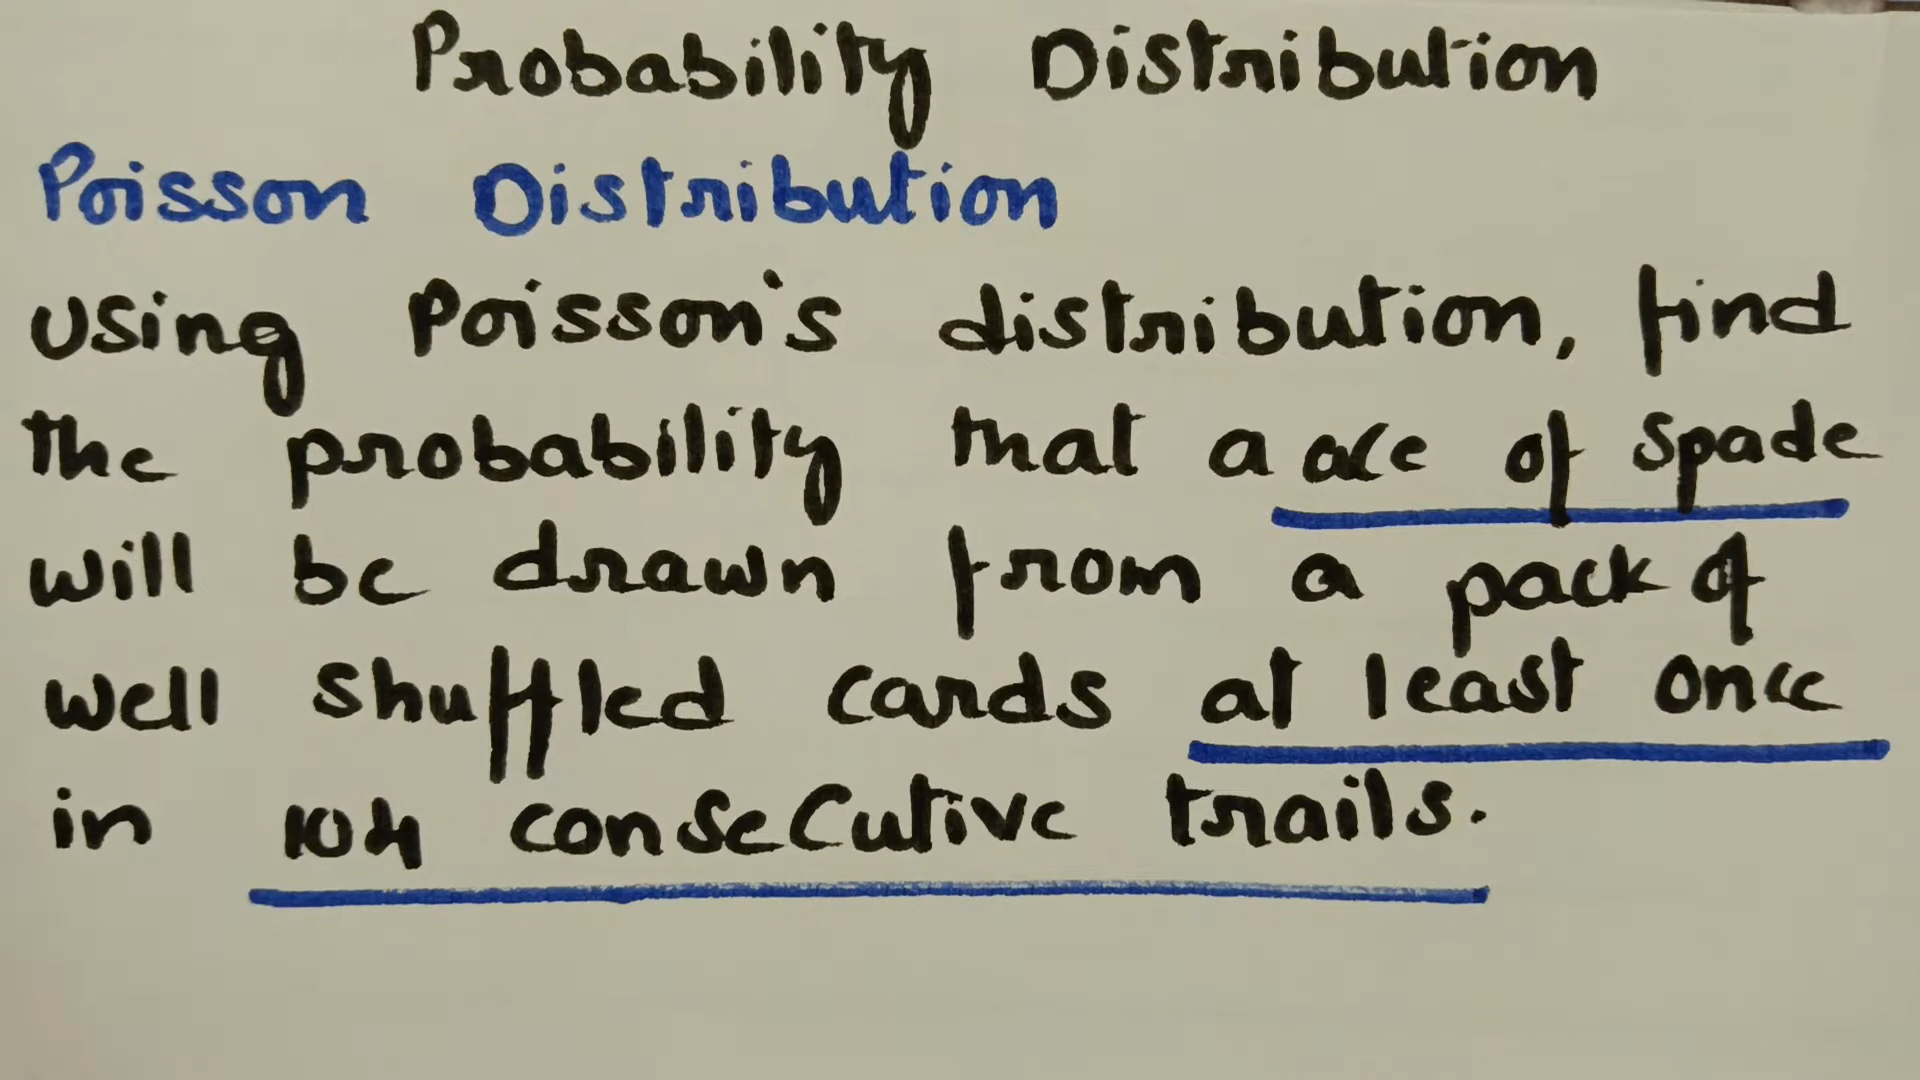 Probability Distribution
Poisson Distribution
Using Poisson's distribution, find
the probability that a ace of spade
will be drawn from a pack of
well shuffled cards at least once
in 104 consecutive trails.